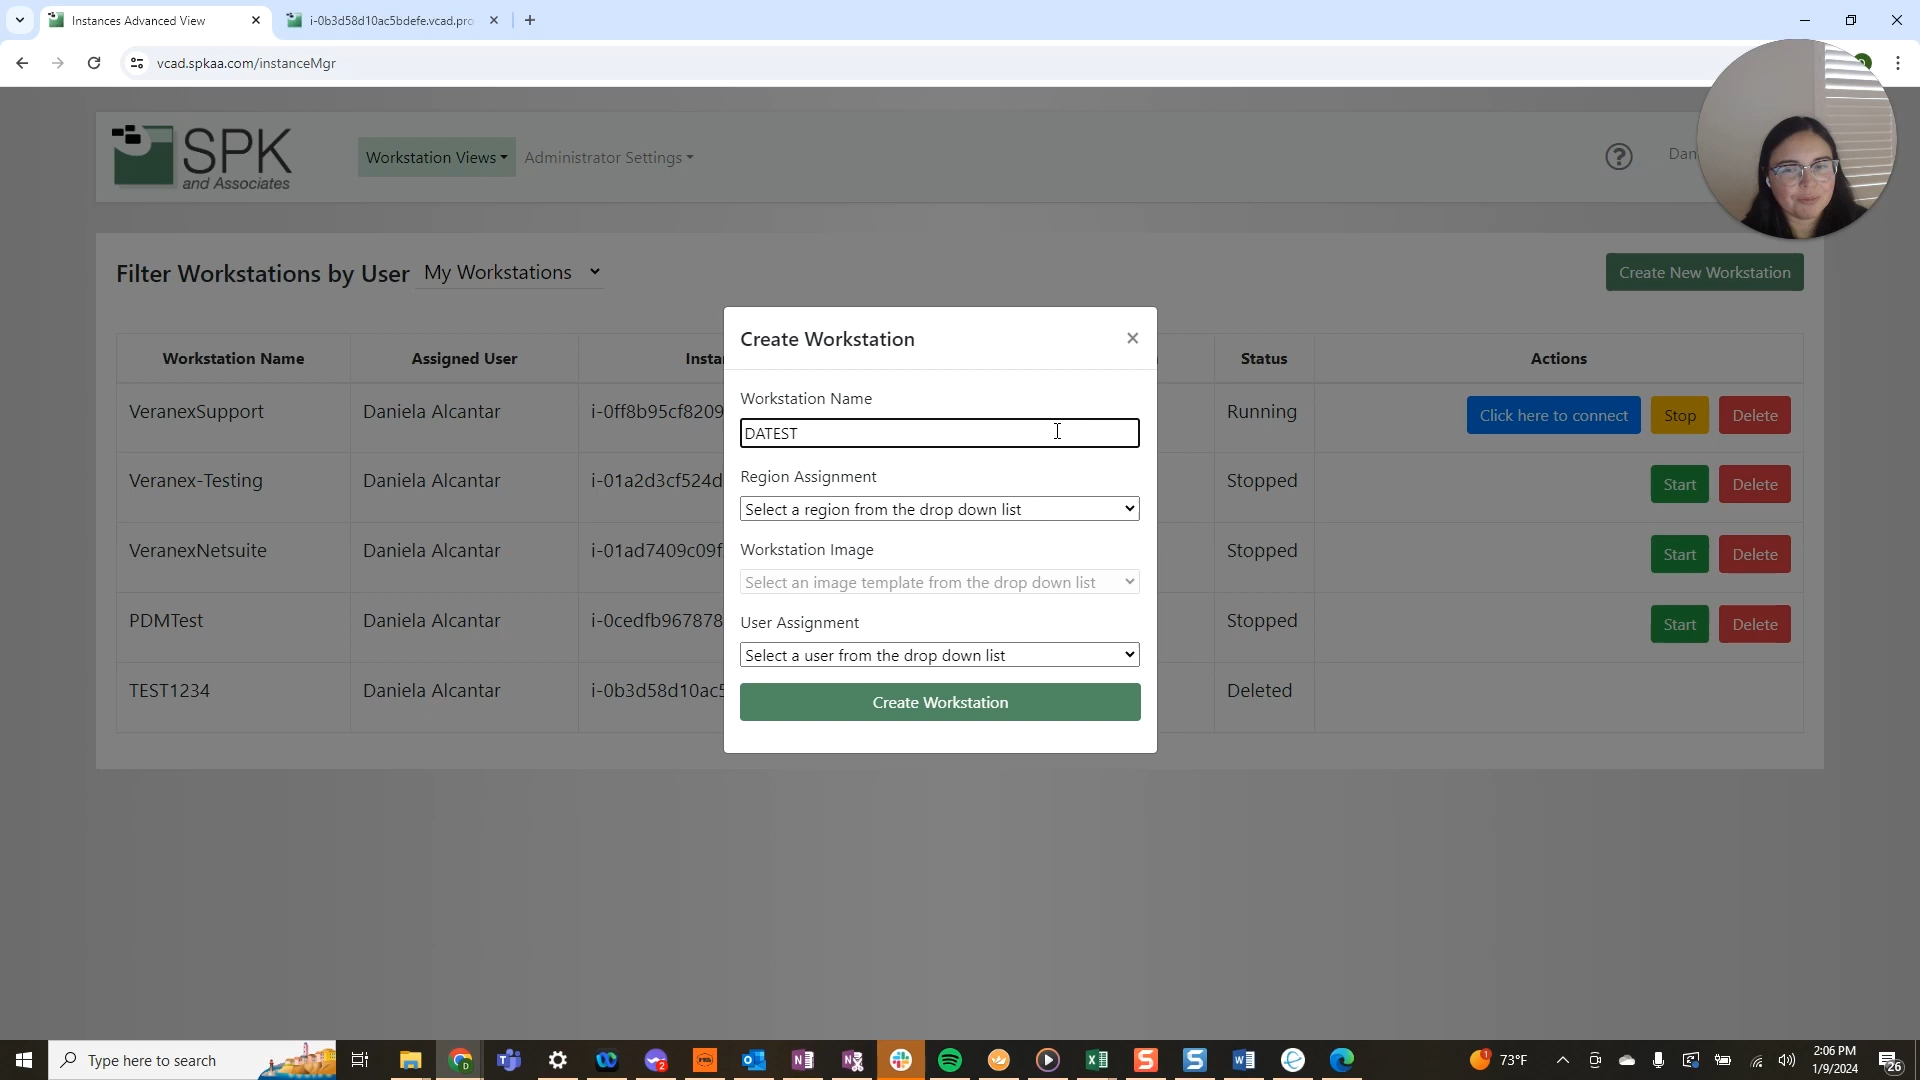 Instances Advanced View
i-0b3d58d10ac5bdefe.vcad.pro
vcad.spkaa.com/instanceMgr
SPK
and Associates
Workstation Views
Administrator Settings
Dan
Filter Workstations by User
My Workstations
Create New Workstation
Workstation Name
Assigned User
Insta
Status
Actions
VeranexSupport
Daniela Alcantar
i-0ff8b95cf8209
Running
Click here to connect
Stop
Delete
Veranex-Testing
Daniela Alcantar
i-01a2d3cf524d
Stopped
Start
Delete
VeranexNetsuite
Daniela Alcantar
i-01ad7409c09f
Stopped
Start
Delete
PDMTest
Daniela Alcantar
i-0cedfb967878
Stopped
Start
Delete
TEST1234
Daniela Alcantar
i-0b3d58d10ac5
Deleted
Create Workstation
×
Workstation Name
DATEST
Region Assignment
Select a region from the drop down list
Workstation Image
Select an image template from the drop down list
User Assignment
Select a user from the drop down list
Create Workstation
Type here to search
73°F
2:06 PM
1/9/2024
26